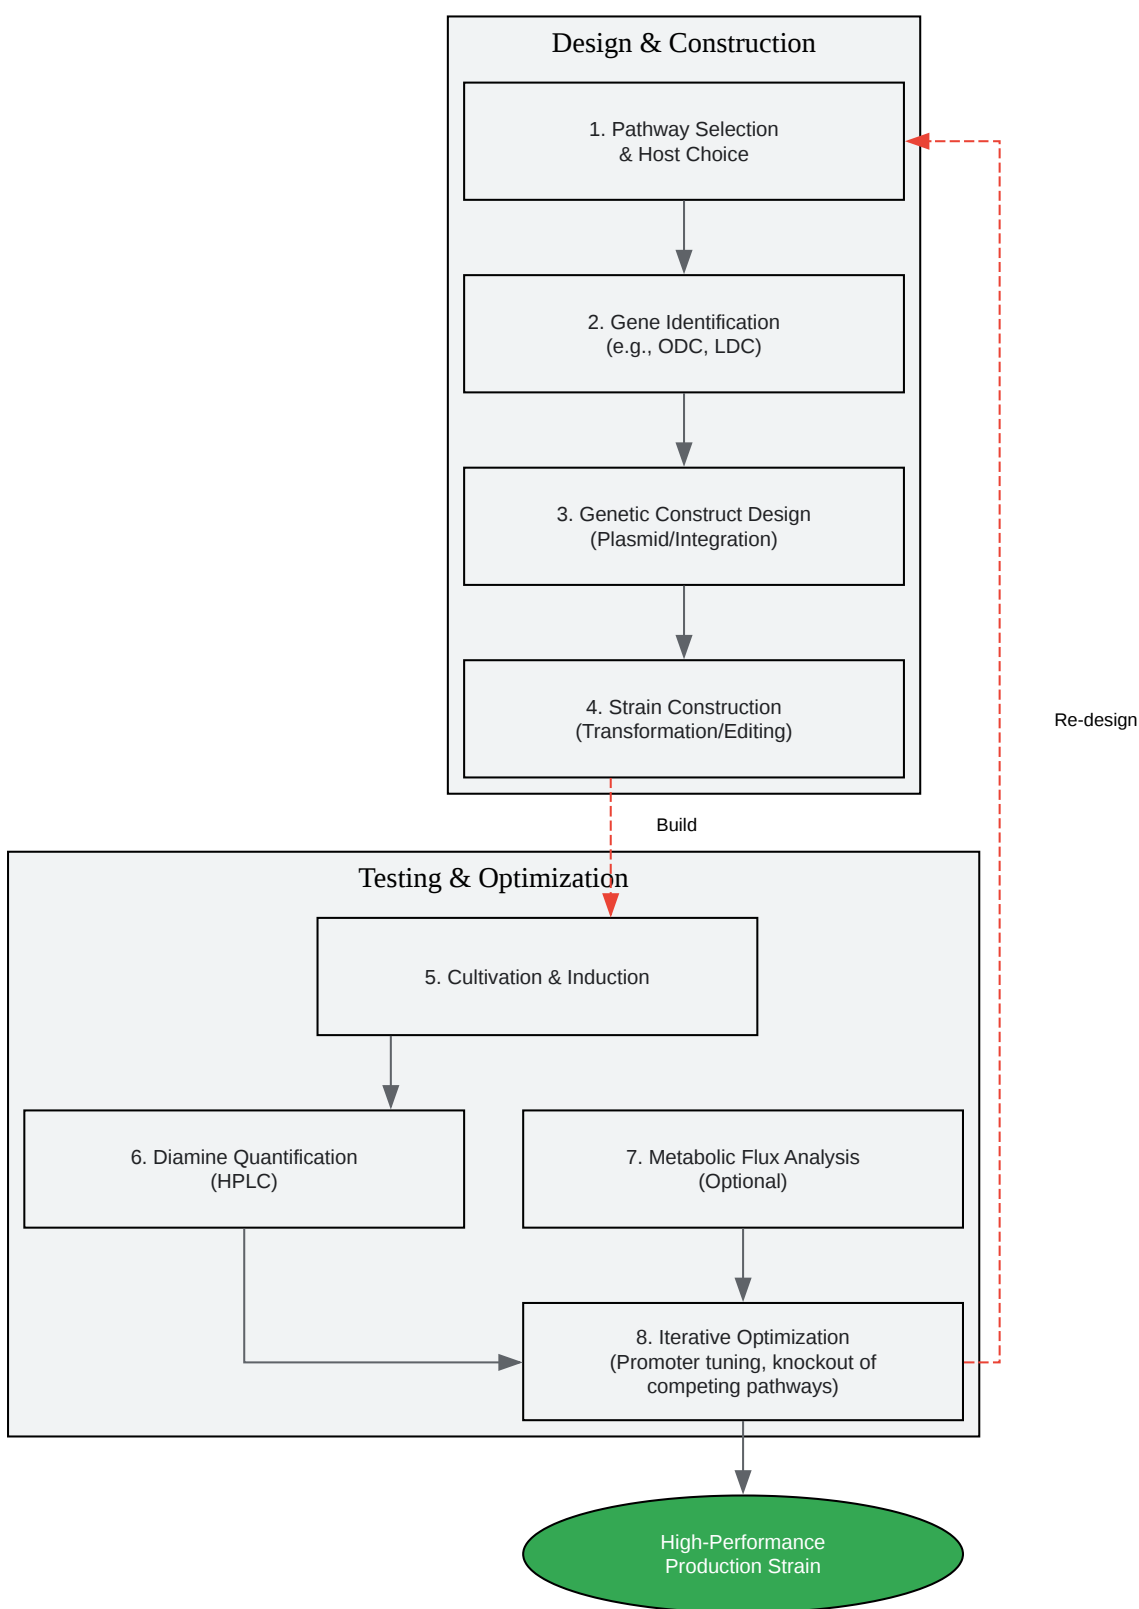 Design & Construction
1. Pathway Selection
& Host Choice
2. Gene Identification
(e.g., ODC, LDC)
3. Genetic Construct Design
(Plasmid/Integration)
4. Strain Construction
(Transformation/Editing)
Re-design
Build
Testing & Optimization
5. Cultivation & Induction
6. Diamine Quantification
(HPLC)
7. Metabolic Flux Analysis
(Optional)
8. Iterative Optimization
(Promoter tuning, knockout of
competing pathways)
High-Performance
Production Strain